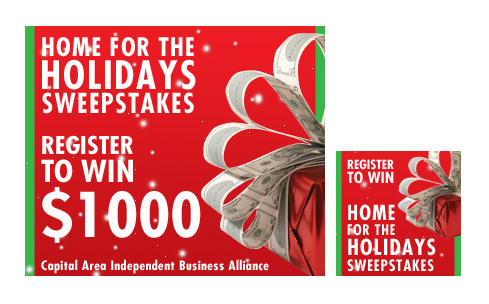 HOME FOR THE
HOLIDAYS
SWEEPSTAKES
REGISTER
TO WIN
$1000
Capital Area Independent Business Alliance
REGISTER
TO WIN
HOME
FOR THE
HOLIDAYS
SWEEPSTAKES